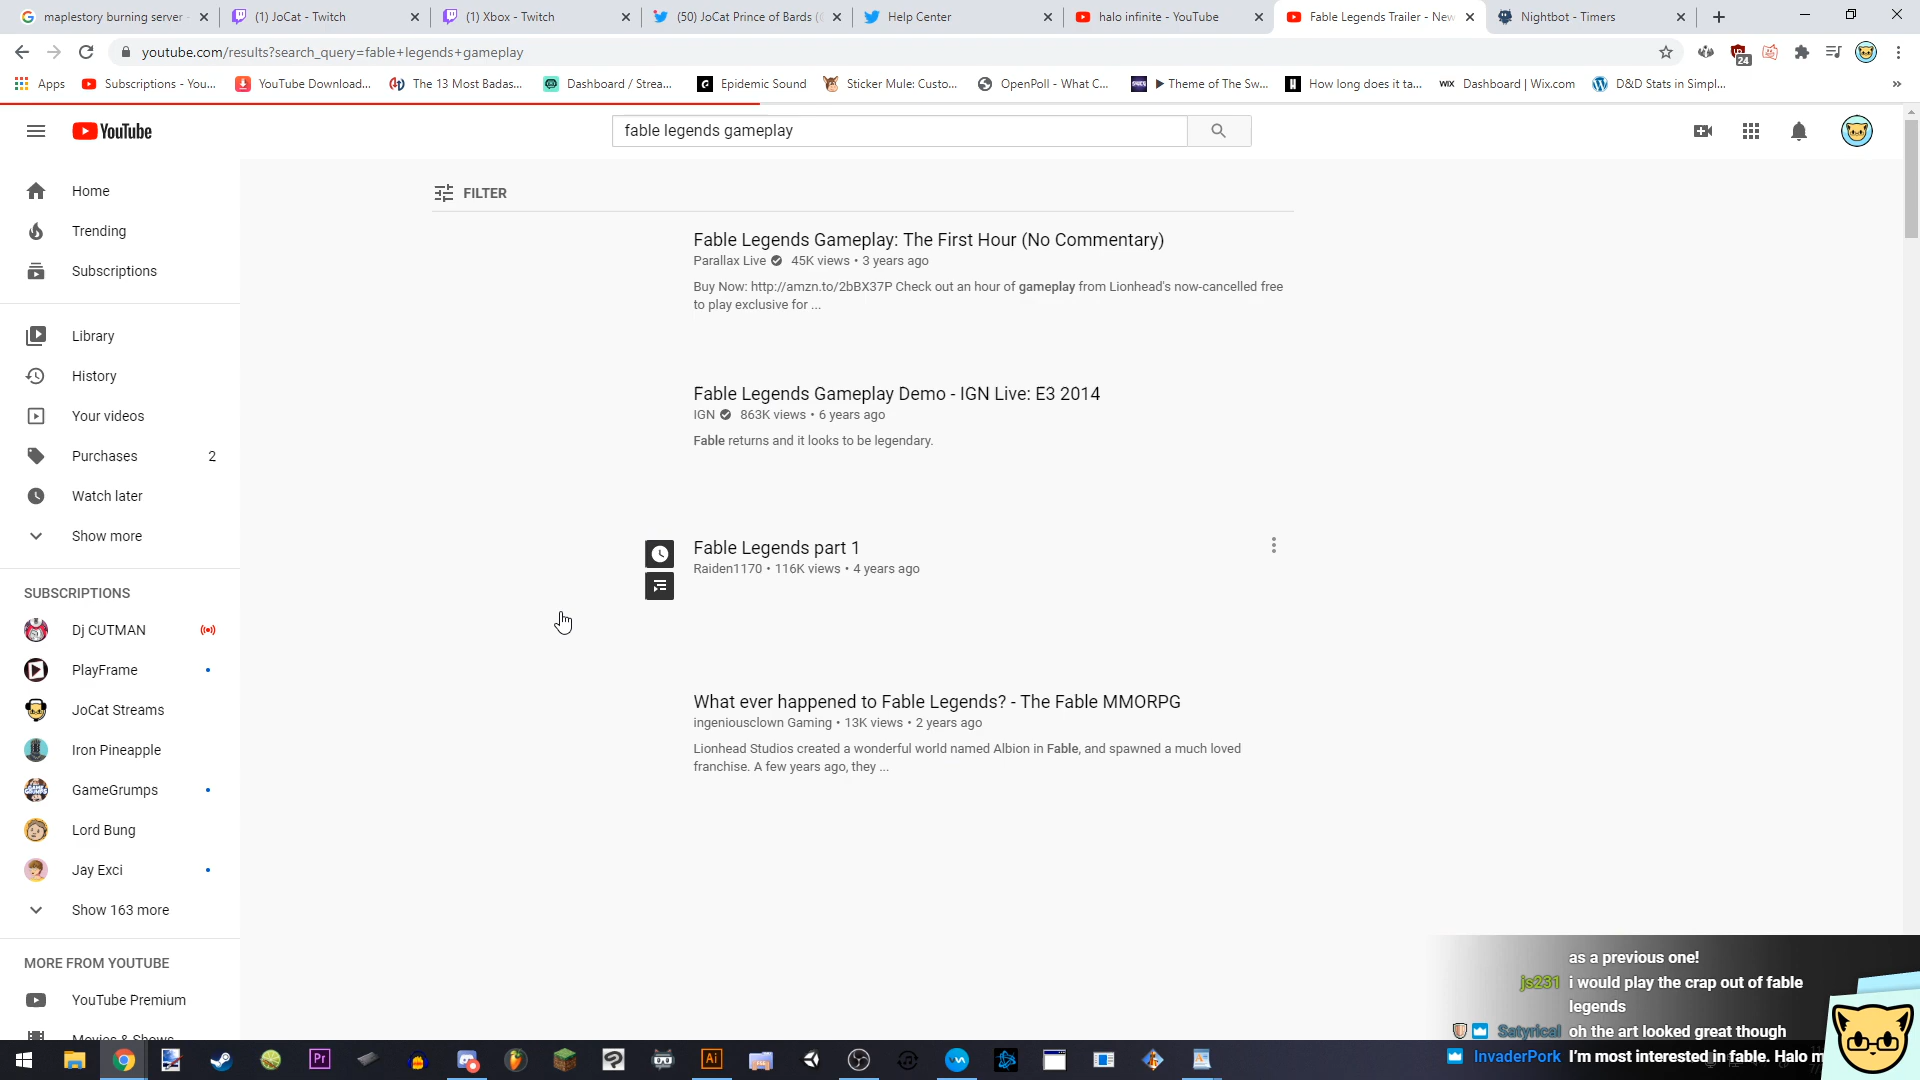 maplestory burning server
(1) JoCat - Twitch
(1) Xbox - Twitch
(50) JoCat Prince of Bards (
Help Center
halo infinite - YouTube
Fable Legends Trailer - New
Nightbot - Timers
youtube.com/results?search_query=fable+legends+gameplay
24
Apps
Subscriptions - You...
YouTube Download...
The 13 Most Badas...
Dashboard / Strea...
Epidemic Sound
Sticker Mule: Custo...
OpenPoll - What C...
▶ Theme of The Sw...
How long does it ta...
Dashboard | Wix.com
D&D Stats in Simpl...
YouTube
fable legends gameplay
Home
Trending
Subscriptions
Library
History
Your videos
Purchases 2
Watch later
Show more
SUBSCRIPTIONS
Dj CUTMAN
PlayFrame
JoCat Streams
Iron Pineapple
GameGrumps
Lord Bung
Jay Exci
Show 163 more
MORE FROM YOUTUBE
YouTube Premium
Movies & Shows
FILTER
Fable Legends Gameplay: The First Hour (No Commentary)
Parallax Live 45K views • 3 years ago
Buy Now: http://amzn.to/2bBX37P Check out an hour of gameplay from Lionhead's now-cancelled free
to play exclusive for ...
Fable Legends Gameplay Demo - IGN Live: E3 2014
IGN 863K views • 6 years ago
Fable returns and it looks to be legendary.
Fable Legends part 1
Raiden1170 • 116K views • 4 years ago
What ever happened to Fable Legends? - The Fable MMORPG
ingeniousclown Gaming • 13K views • 2 years ago
Lionhead Studios created a wonderful world named Albion in Fable, and spawned a much loved
franchise. A few years ago, they ...
as a previous one!
js231 i would play the crap out of fable
legends
Satyrical oh the art looked great though
InvaderPork I'm most interested in fable. Halo m
Pr
Ai